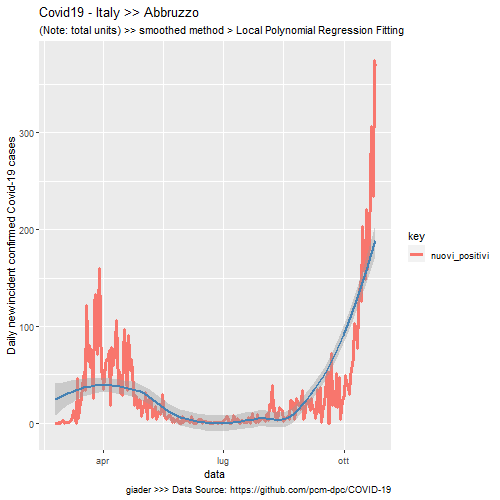 Covid19 - Italy >> Abbruzzo
(Note: total units) >> smoothed method > Local Polynomial Regression Fitting
Daily new incident confirmed Covid-19 cases
300
200
100
0
apr
lug
ott
data
key
nuovi_positivi
giader >>> Data Source: https://github.com/pcm-dpc/COVID-19